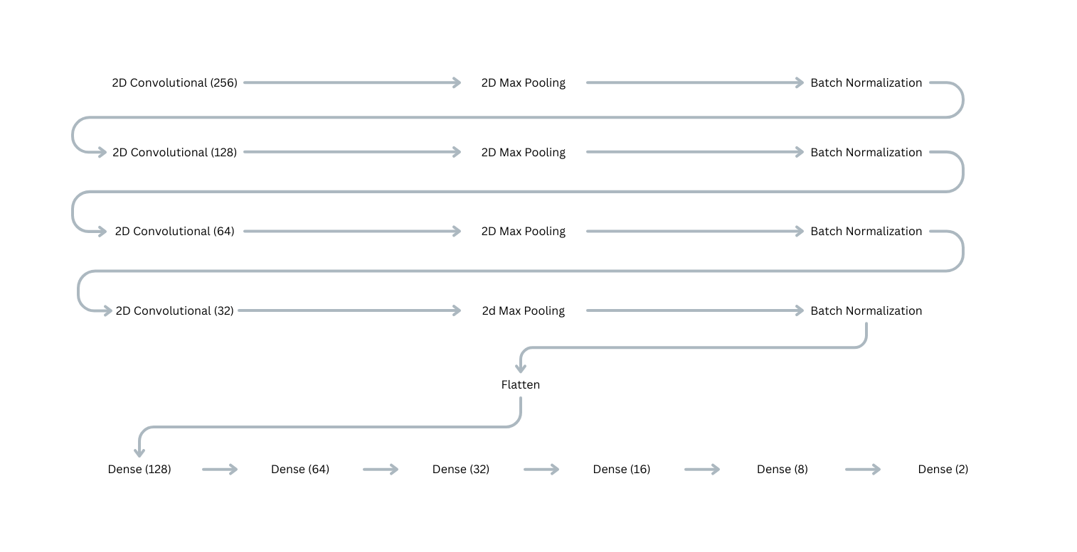 2D Convolutional (256) 2D Max Pooling Batch Normalization
2D Convolutional (128) 2D Max Pooling Batch Normalization
2D Convolutional (64) 2D Max Pooling Batch Normalization
2D Convolutional (32) 2d Max Pooling Batch Normalization
Flatten
Dense (128) Dense (64) Dense (32) Dense (16) Dense (8) Dense (2)